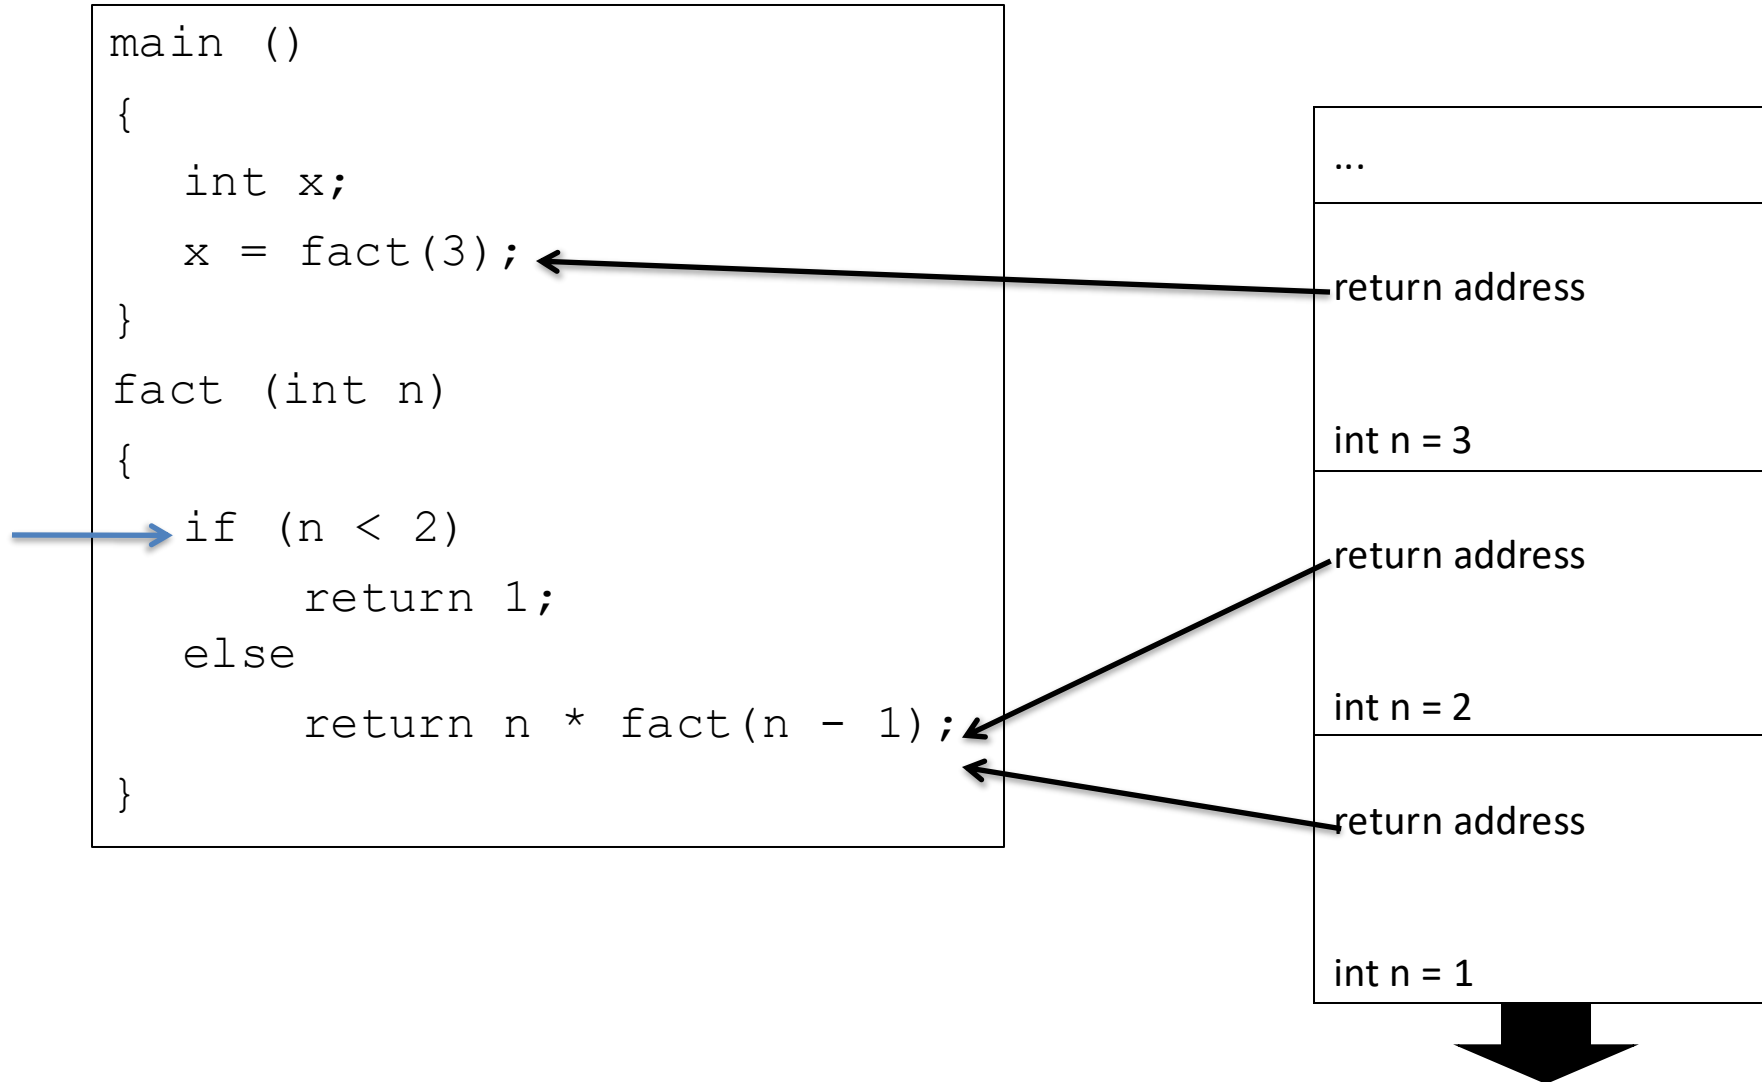 main ()
{
int x;
x = fact(3);
}
fact (int n)
{
if (n < 2)
return 1;
else
return n * fact(n - 1);
}
...
return address
int n = 3
return address
int n = 2
return address
int n = 1